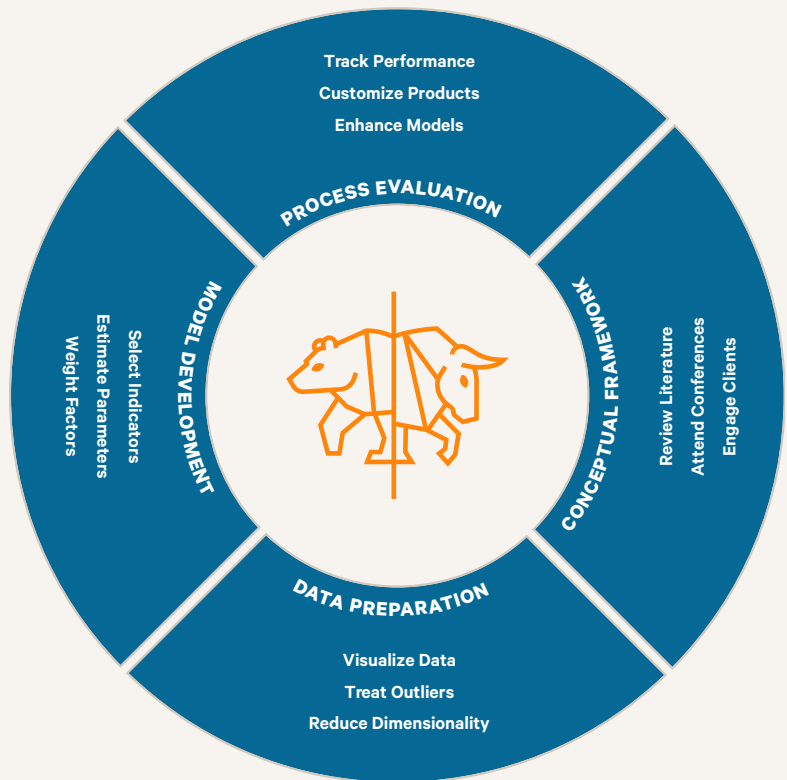 Track Performance
Customize Products
Enhance Models
PROCESS EVALUATION
CONCEPTUAL FRAMEWORK
Review Literature
Attend Conferences
Engage Clients
DATA PREPARATION
Visualize Data
Treat Outliers
Reduce Dimensionality
MODEL DEVELOPMENT
Select Indicators
Estimate Parameters
Weight Factors